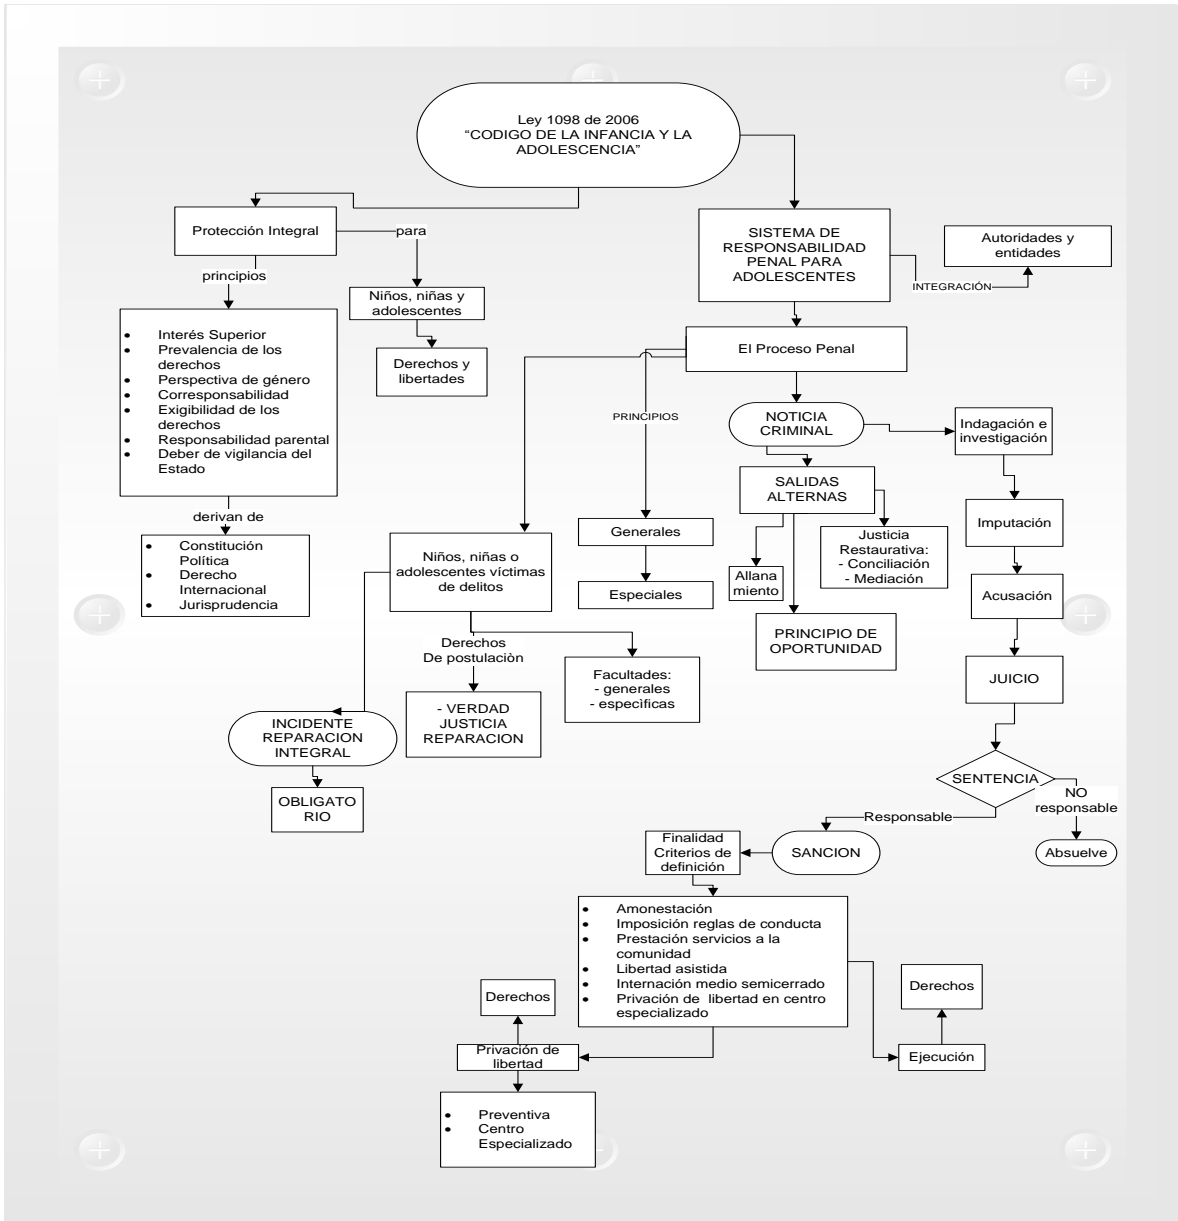 Ley 1098 de 2006
“CODIGO DE LA INFANCIA Y LA
ADOLESCENCIA”
Protección Integral
para
principios
Niños, niñas y
adolescentes
Derechos y
libertades
• Interés Superior
• Prevalencia de los
derechos
• Perspectiva de género
• Corresponsabilidad
• Exigibilidad de los
derechos
• Responsabilidad parental
• Deber de vigilancia del
Estado
derivan de
• Constitución
Política
• Derecho
Internacional
• Jurisprudencia
SISTEMA DE
RESPONSABILIDAD
PENAL PARA
ADOLESCENTES
INTEGRACIÓN
Autoridades y
entidades
El Proceso Penal
PRINCIPIOS
Generales
Especiales
NOTICIA
CRIMINAL
SALIDAS
ALTERNAS
Allana
miento
PRINCIPIO DE
OPORTUNIDAD
Justicia
Restaurativa:
- Conciliación
- Mediación
Indagación e
investigación
Imputación
Acusación
JUICIO
SENTENCIA
NO
responsable
Absuelve
Responsable
SANCION
Finalidad
Criterios de
definición
Niños, niñas o
adolescentes víctimas
de delitos
Derechos
De postulaciòn
- VERDAD
JUSTICIA
REPARACION
Facultades:
- generales
- especìficas
INCIDENTE
REPARACION
INTEGRAL
OBLIGATO
RIO
• Amonestación
• Imposición reglas de conducta
• Prestación servicios a la
comunidad
• Libertad asistida
• Internación medio semicerrado
• Privación de libertad en centro
especializado
Derechos
Privación de
libertad
• Preventiva
• Centro
Especializado
Derechos
Ejecución